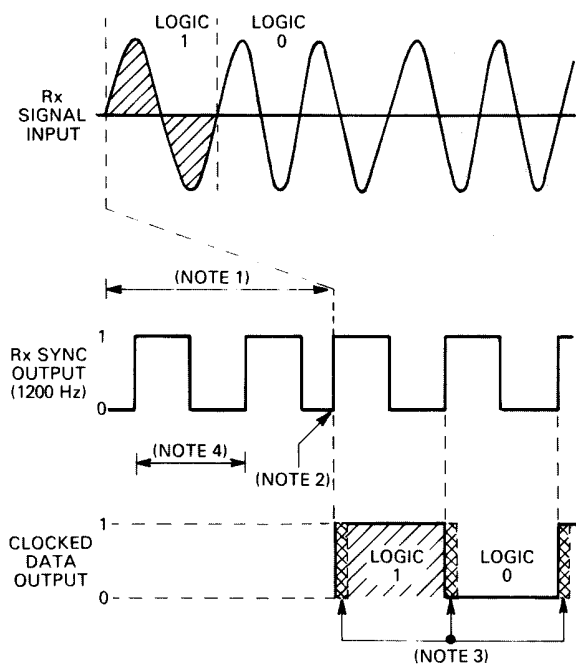 LOGIC
1
LOGIC
0
Rx
SIGNAL
INPUT
(NOTE 1)
1
Rx SYNC
OUTPUT
(1200 Hz)
0
(NOTE 4)
(NOTE 2)
1
CLOCKED
DATA
OUTPUT
0
LOGIC
1
LOGIC
0
(NOTE 3)